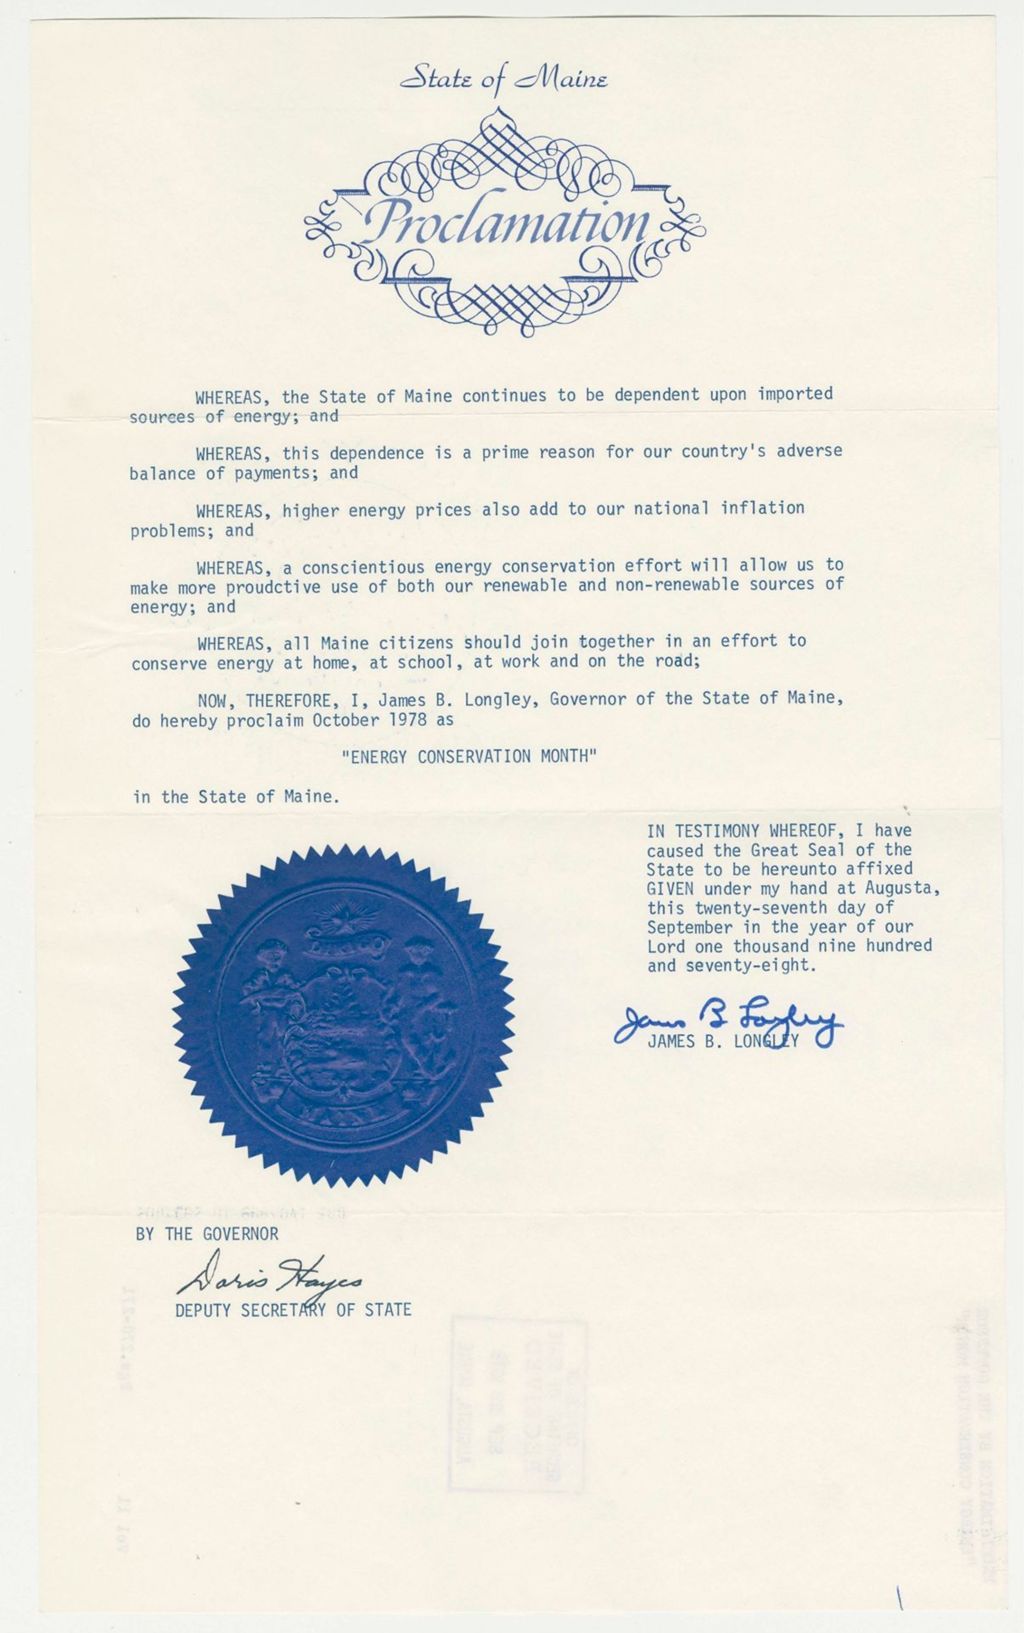 State of Maine
Proclamation
WHEREAS, the State of Maine continues to be dependent upon imported
sources of energy; and
WHEREAS, this dependence is a prime reason for our country's adverse
balance of payments; and
WHEREAS, higher energy prices also add to our national inflation
problems; and
WHEREAS, a conscientious energy conservation effort will allow us to
make more proudctive use of both our renewable and non-renewable sources of
energy; and
WHEREAS, all Maine citizens should join together in an effort to
conserve energy at home, at school, at work and on the road;
NOW, THEREFORE, I, James B. Longley, Governor of the State of Maine,
do hereby proclaim October 1978 as
"ENERGY CONSERVATION MONTH"
in the State of Maine.
IN TESTIMONY WHEREOF, I have
caused the Great Seal of the
State to be hereunto affixed
GIVEN under my hand at Augusta,
this twenty-seventh day of
September in the year of our
Lord one thousand nine hundred
and seventy-eight.
James B Longley
JAMES B. LONGLEY
DIRIGO
MAINE
BY THE GOVERNOR
Doris Hayes
DEPUTY SECRETARY OF STATE